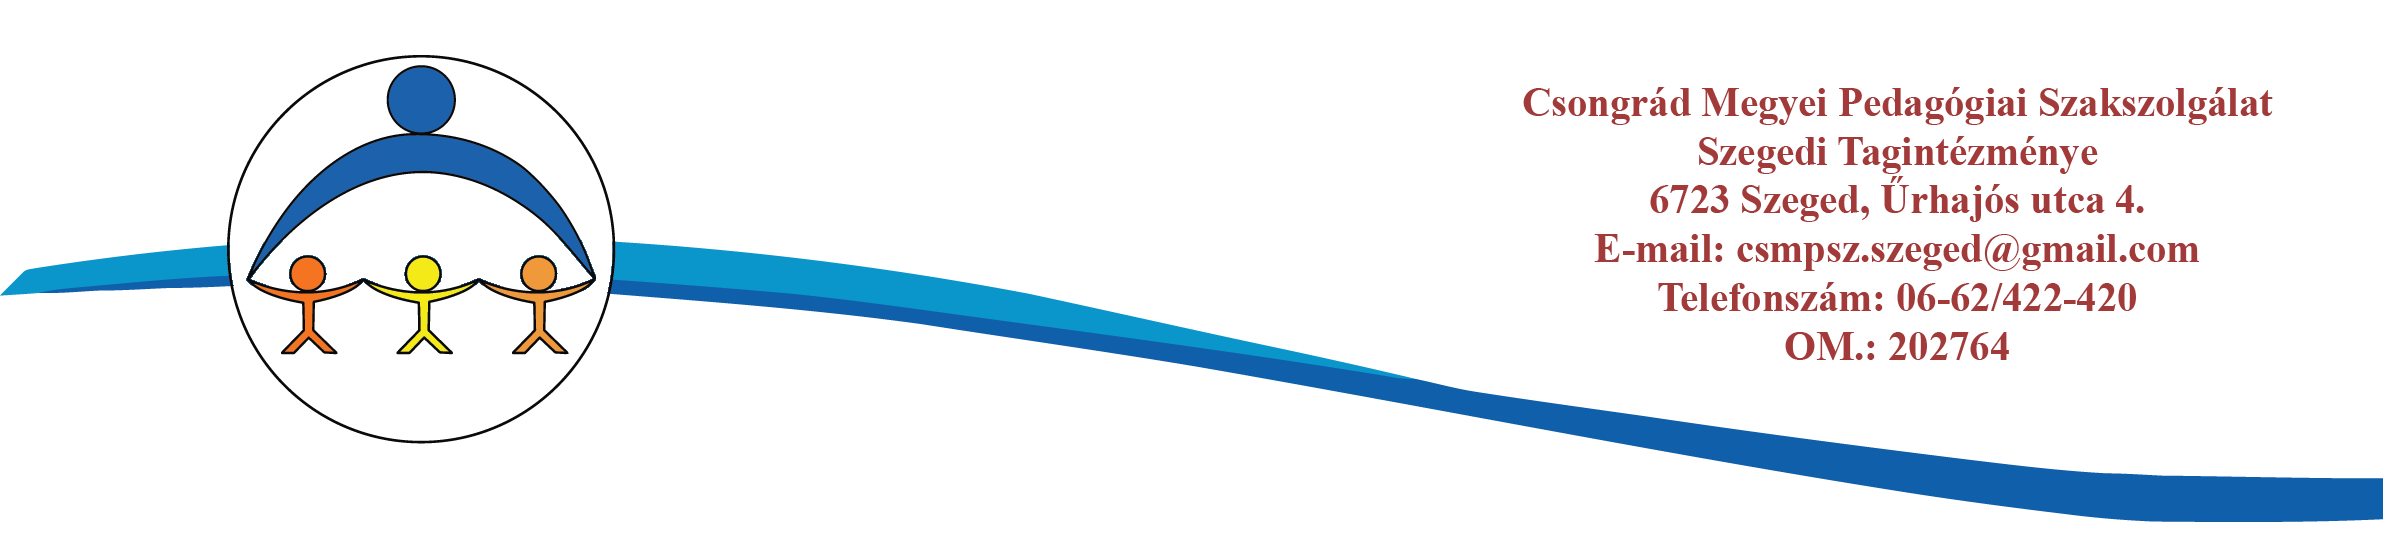 Csongrád Megyei Pedagógiai Szakszolgálat
Szegedi Tagintézménye
6723 Szeged, Űrhajós utca 4.
E-mail: csmpsz.szeged@gmail.com
Telefonszám: 06-62/422-420
OM.: 202764